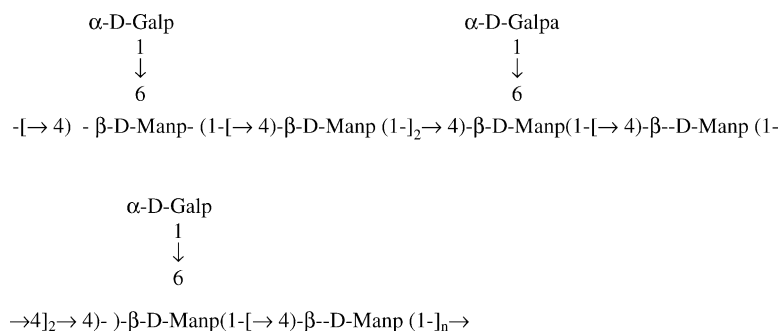 α-D-Galp α-D-Galpa
1 1
↓ ↓
6 6
-[→ 4) - β-D-Manp- (1-[→ 4)-β-D-Manp (1-]₂→ 4)-β-D-Manp(1-[→ 4)-β--D-Manp (1-
α-D-Galp
1
↓
6
→4]₂→ 4)- )-β-D-Manp(1-[→ 4)-β--D-Manp (1-]ₙ→